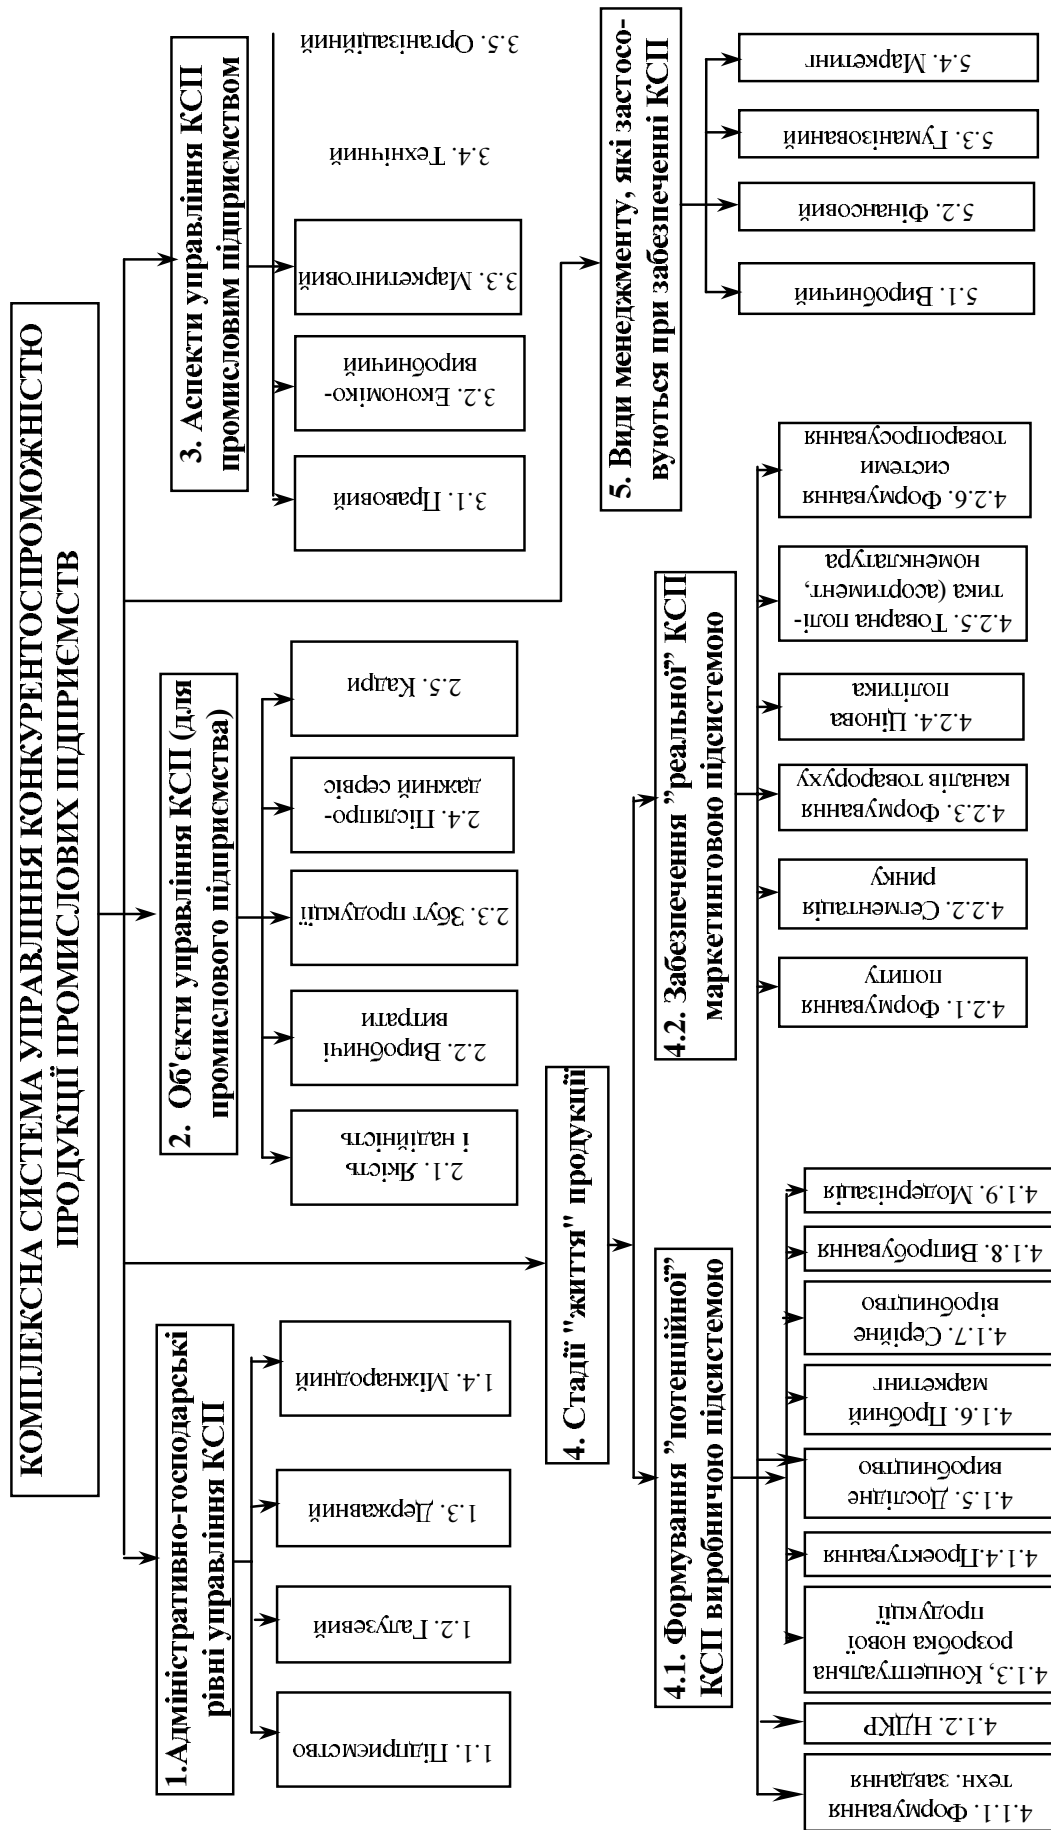 КОМПЛЕКСНА СИСТЕМА УПРАВЛІННЯ КОНКУРЕНТОСПРОМОЖНІСТЮ
ПРОДУКЦІЇ ПРОМИСЛОВИХ ПІДПРИЄМСТВ
1.Адміністративно-господарські
рівні управління КСП
1.1. Підприємство
1.2. Галузевий
1.3. Державний
1.4. Міжнародний
2. Об'єкти управління КСП (для
промислового підприємства)
2.1. Якість
і надійність
2.2. Виробничі
витрати
2.3. Збут продукції
2.4. Післяпро-
дажний сервіс
2.5. Кадри
3. Аспекти управління КСП
промисловим підприємством
3.1. Правовий
3.2. Економіко-
виробничий
3.3. Маркетинговий
3.4. Технічний
3.5. Організаційний
4. Стадії "життя" продукції
4.1. Формування ”потенційної”
КСП виробничою підсистемою
4.1.1. Формування
техн. завдання
4.1.2. НДКР
4.1.3, Концептуальна
розробка нової
продукції
4.1.4.Проектування
4.1.5. Дослідне
виробництво
4.1.6. Пробний
маркетинг
4.1.7. Серійне
віробництво
4.1.8. Випробування
4.1.9. Модернізація
4.2. Забезпечення ”реальної” КСП
маркетинговою підсистемою
4.2.1. Формування
попиту
4.2.2. Сегментація
ринку
4.2.3. Формування
каналів товароруху
4.2.4. Цінова
політика
4.2.5. Товарна полі-
тика (асортимент,
номенклатура
4.2.6. Формування
системи
товаропросування
5. Види менеджменту, які застосо-
вуються при забезпеченні КСП
5.1. Виробничий
5.2. Фінансовий
5.3. Гуманізований
5.4. Маркетинг